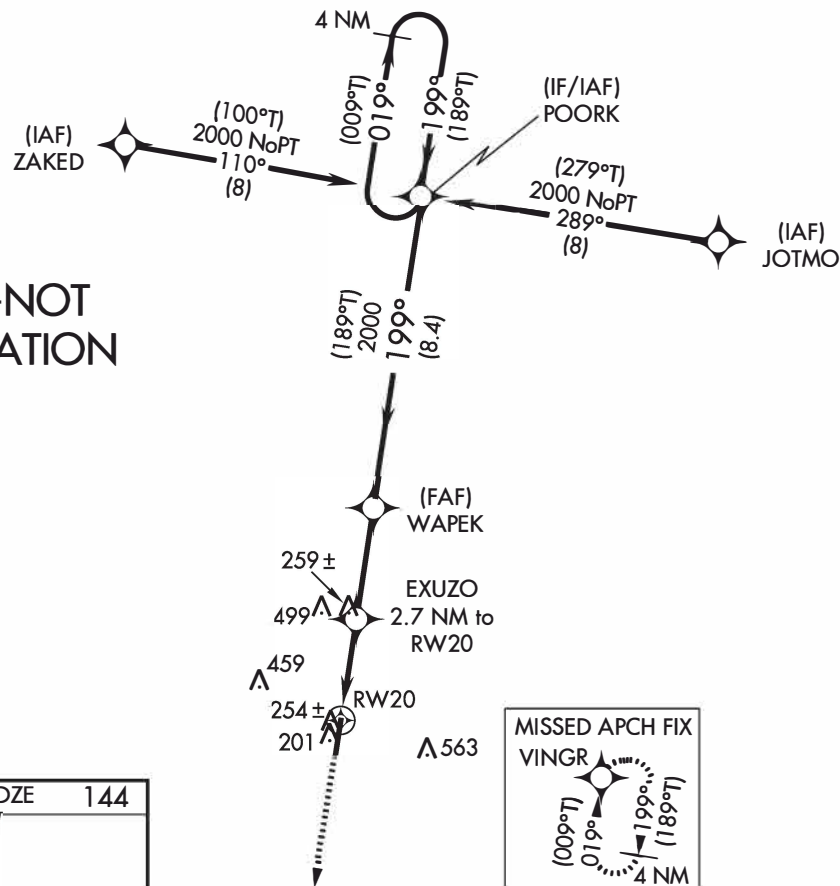 4 NM
(009°T)
019°
199°
(189°T)
(IF/IAF)
POORK
(IAF)
ZAKED
(100°T)
2000 NoPT
110°
(8)
(279°T)
2000 NoPT
289°
(8)
(IAF)
JOTMO
NOT
ATION
(189°T)
2000
199°
(8.4)
(FAF)
WAPEK
259 ±
499
EXUZO
2.7 NM to
RW20
459
RW20
254 ±
201
563
DZE 144
MISSED APCH FIX
VINGR
(009°T)
019°
199°
(189°T)
4 NM